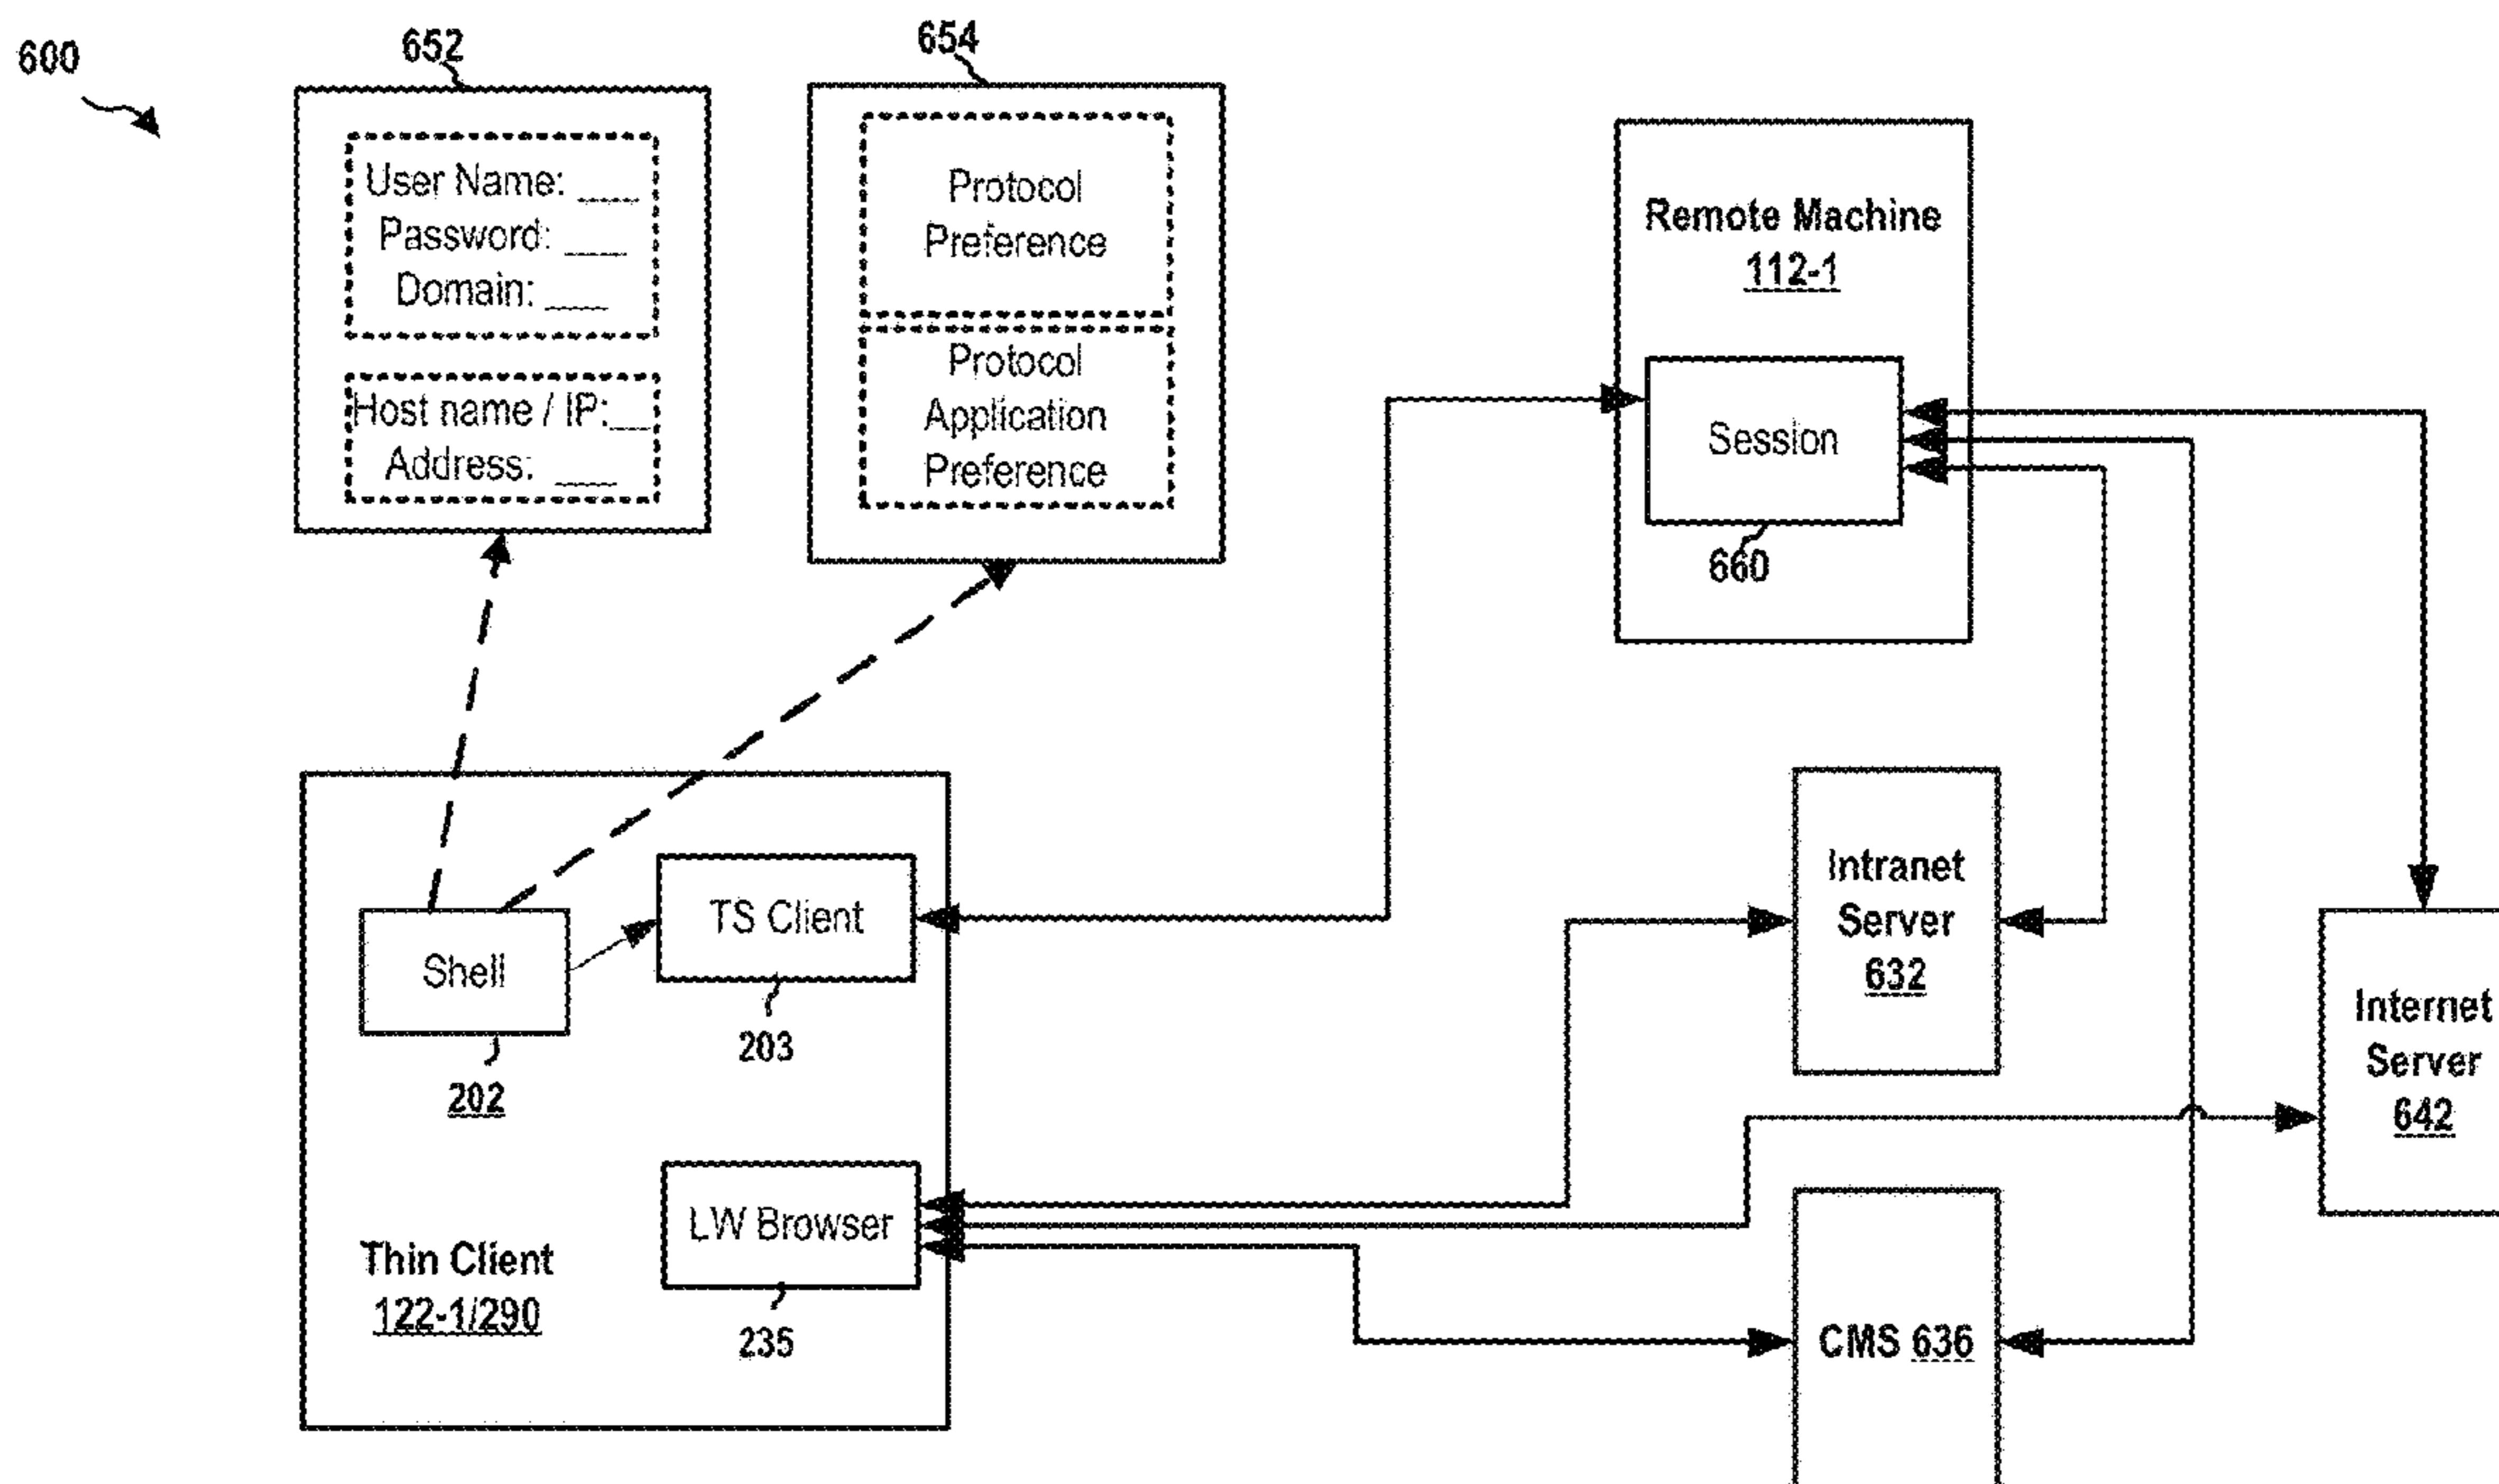 600
652
User Name: ___
Password: ___
Domain: ___
Host name / IP:__
Address: ___
654
Protocol
Preference
Protocol
Application
Preference
Remote Machine
112-1
Session
660
Shell
202
TS Client
203
LW Browser
235
Thin Client
122-1/290
Intranet
Server
632
Internet
Server
642
CMS 636